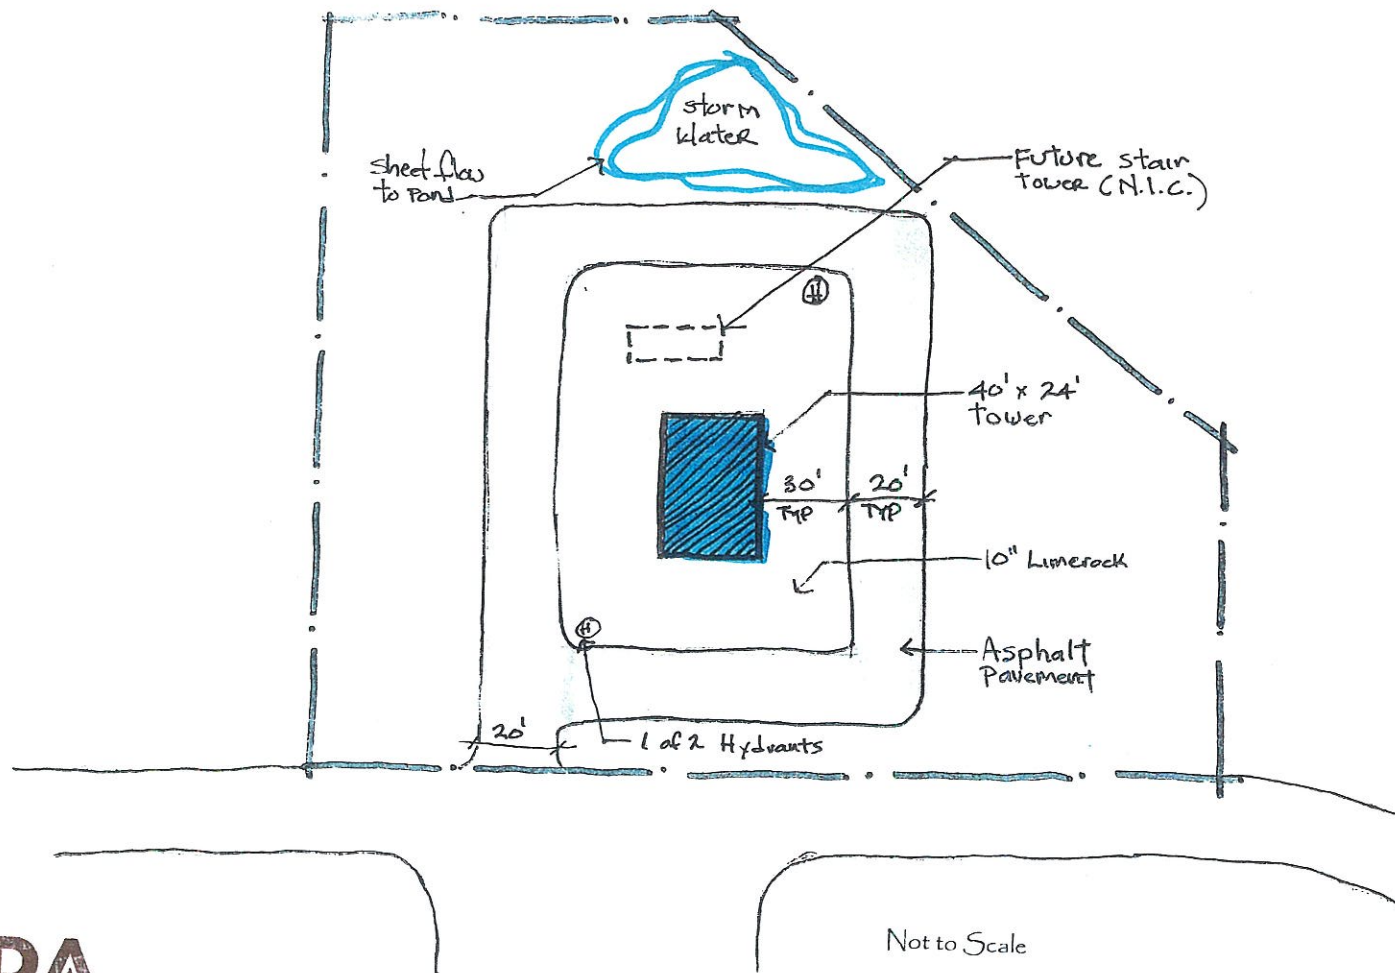 storm
Water
sheet flow
to Pond
Future stair
tower (N.I.C.)
H
40' x 24'
tower
30'
TYP
20'
TYP
10" Limerock
H
Asphalt
Pavement
20'
1 of 2 Hydrants
Not to Scale